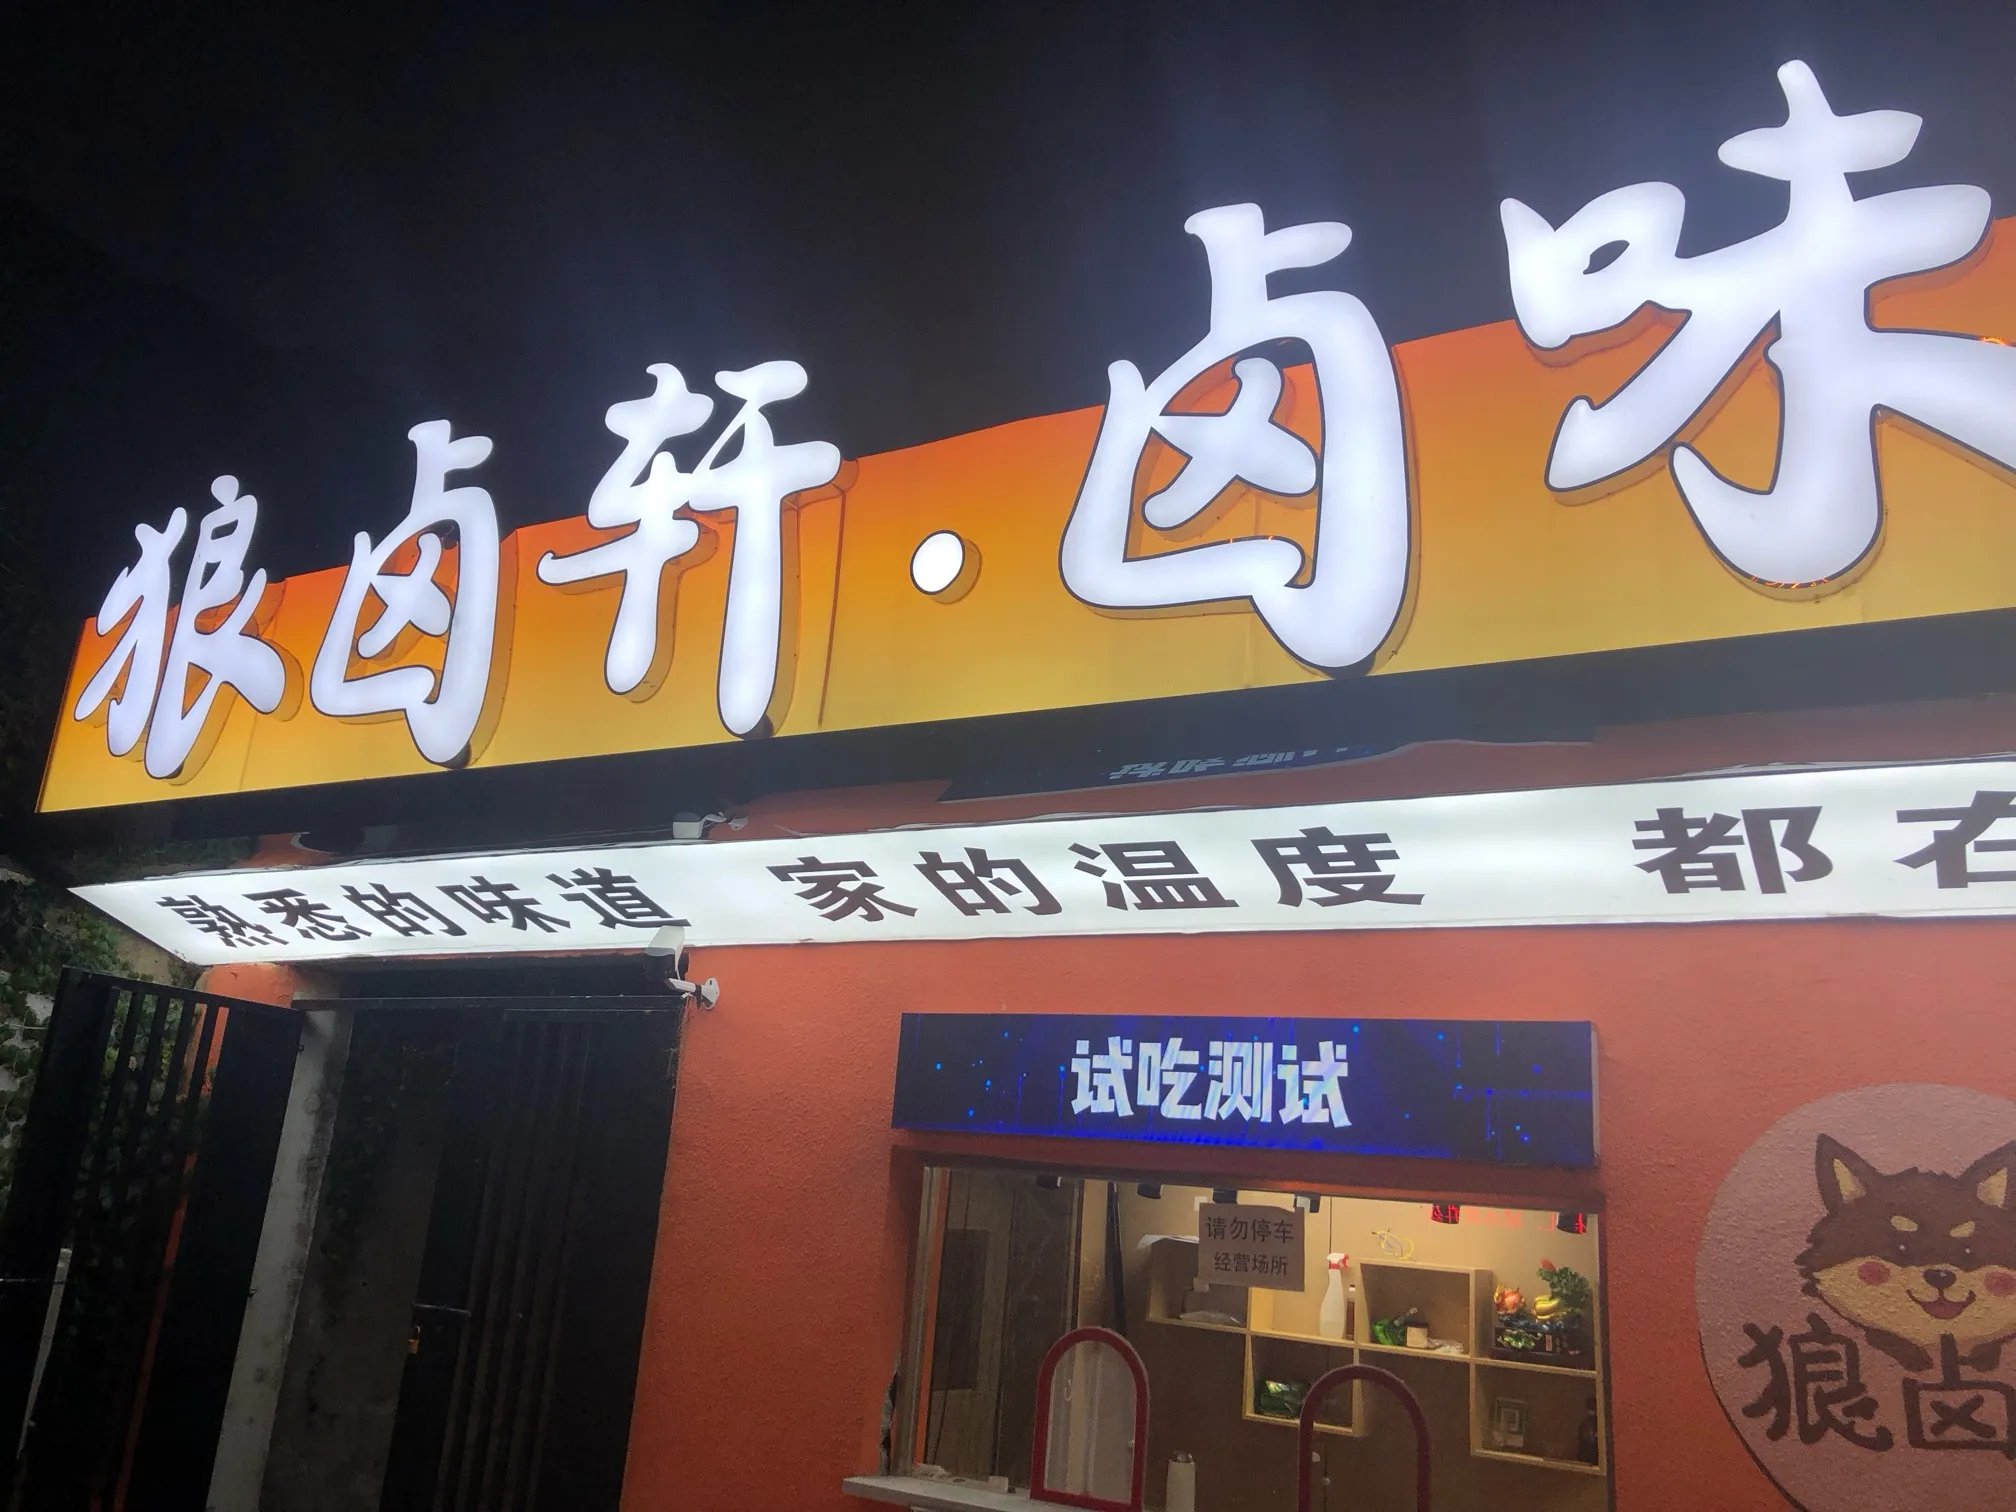 狼卤轩·卤味
熟悉的味道 家的温度 都在
试吃测试
请勿停车
经营场所
狼卤